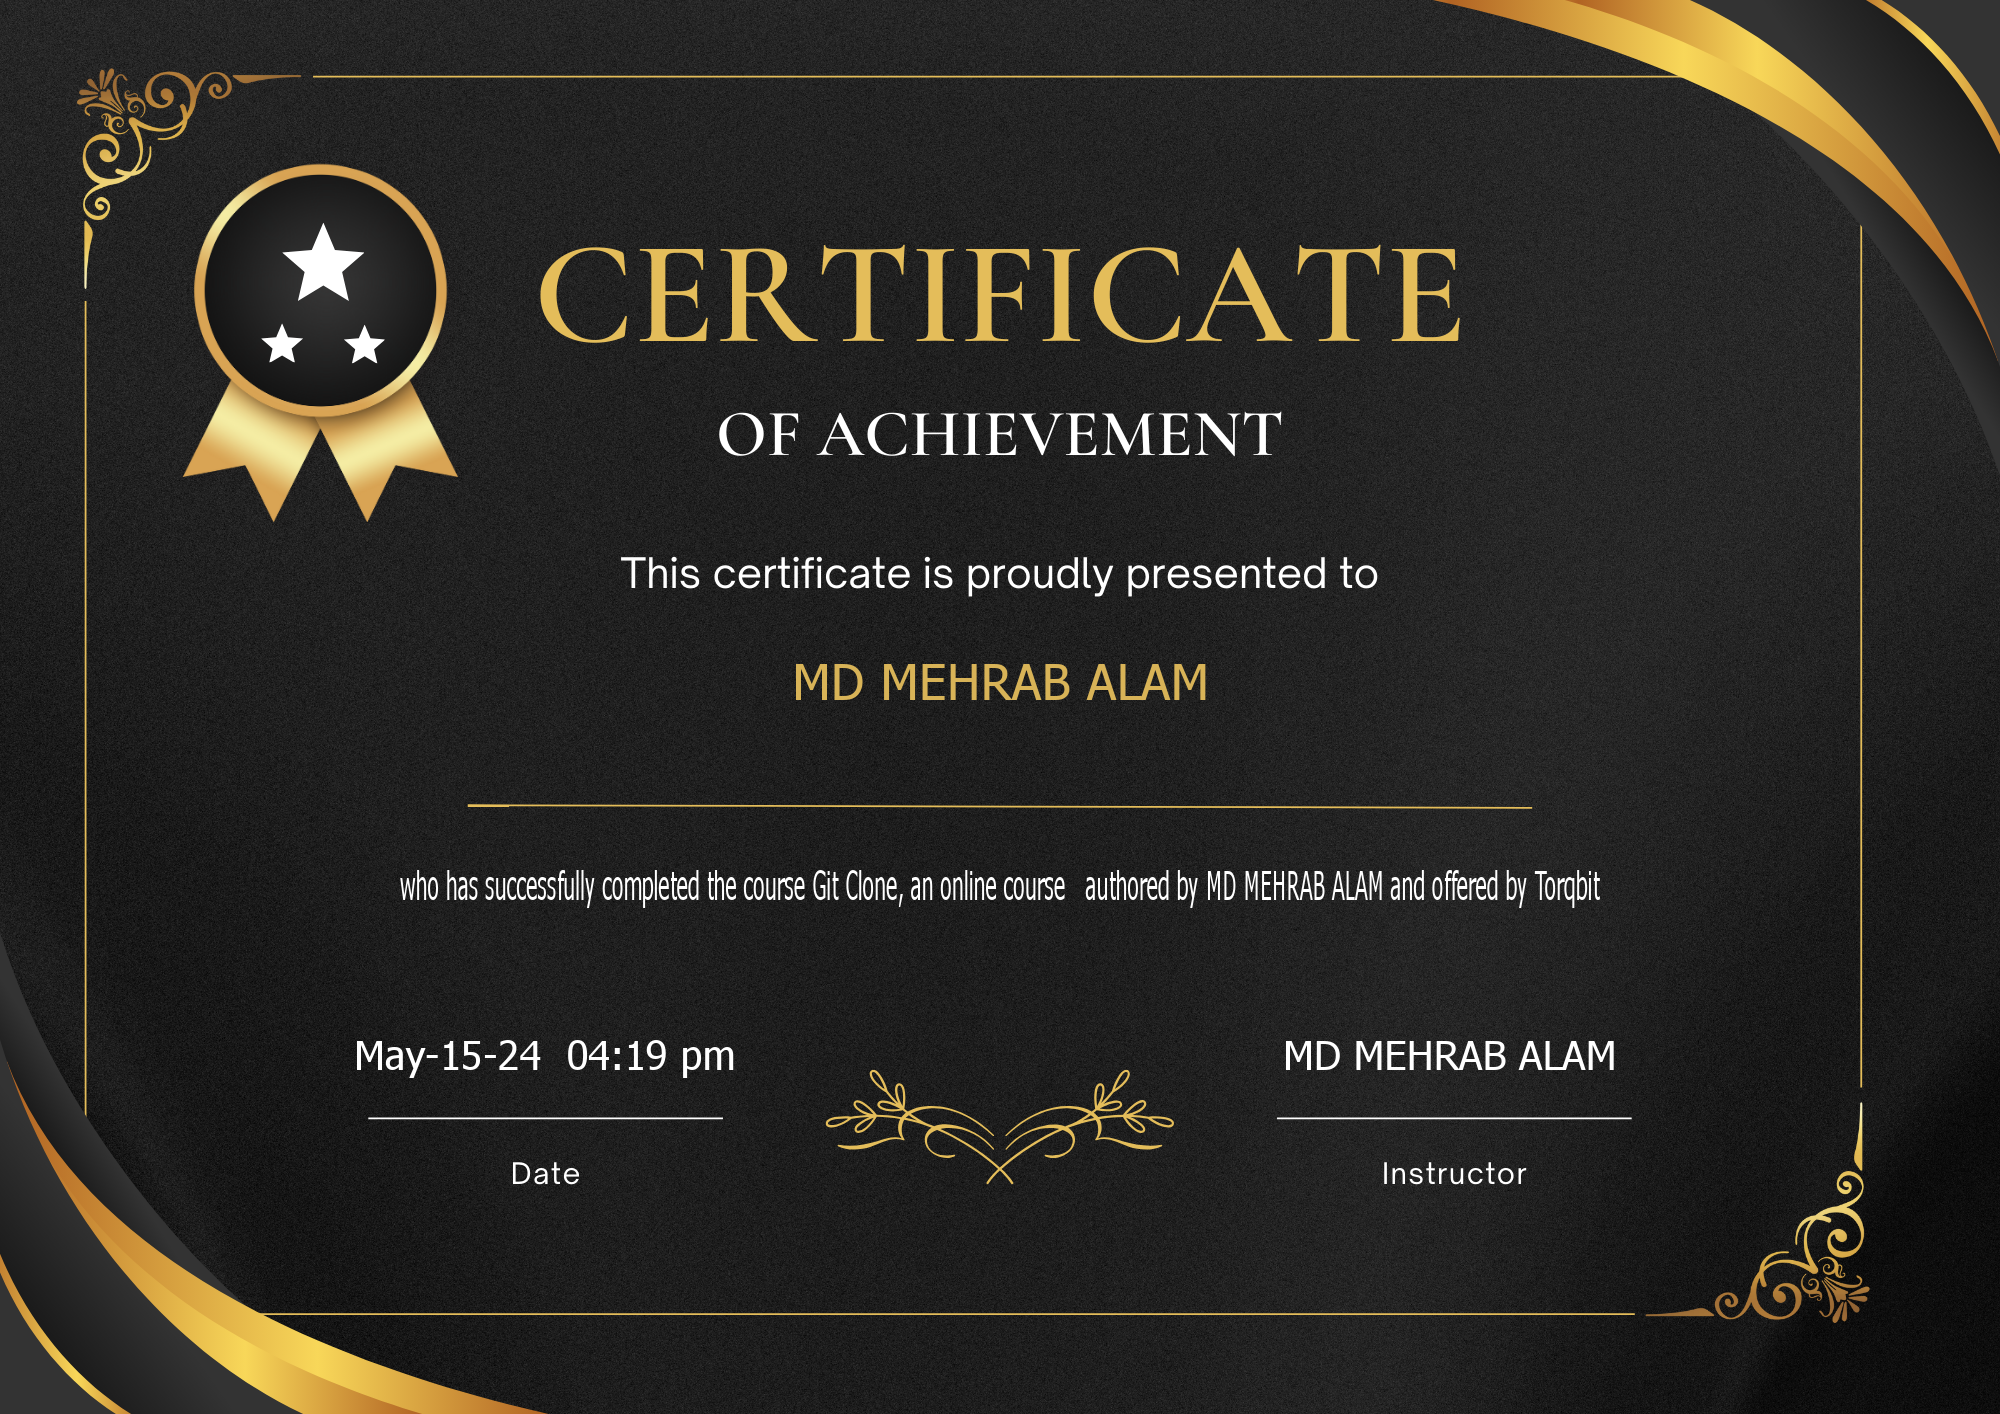 CERTIFICATE
OF ACHIEVEMENT
This certificate is proudly presented to
MD MEHRAB ALAM
who has successfully completed the course Git Clone, an online course authored by MD MEHRAB ALAM and offered by Torqbit
May-15-24 04:19 pm
MD MEHRAB ALAM
Date
Instructor